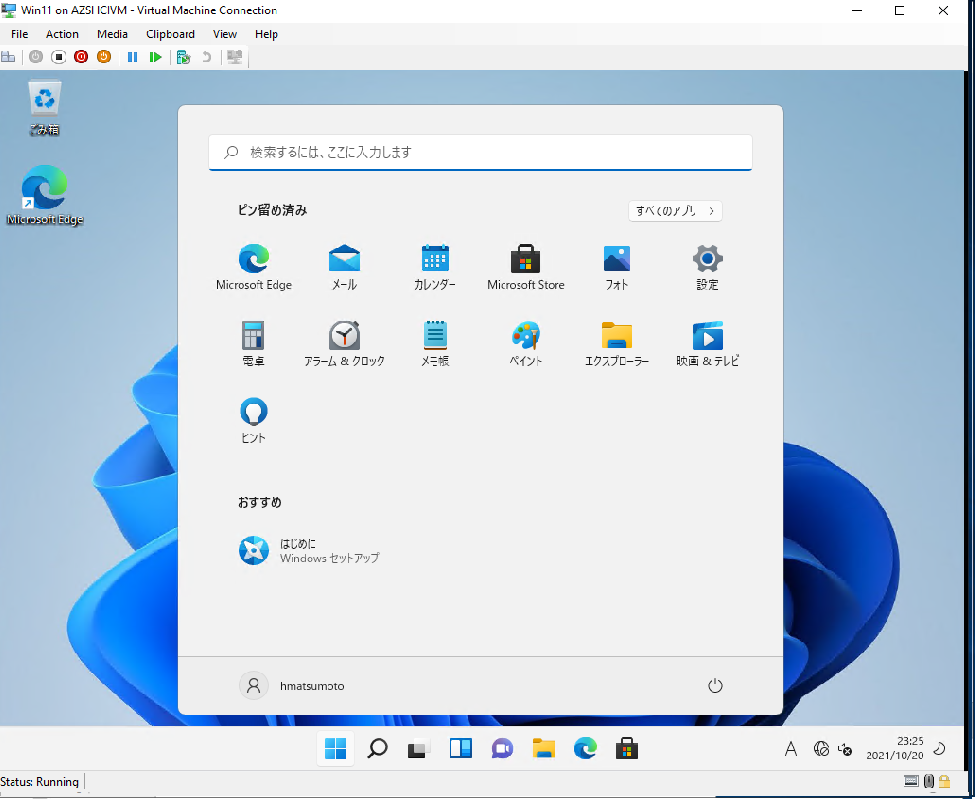 Win11 on AZSHCIVM - Virtual Machine Connection
File Action Media Clipboard View Help
ごみ箱
Microsoft Edge
検索するには、ここに入力します
ピン留め済み
すべてのアプリ
Microsoft Edge
メール
カレンダー
Microsoft Store
フォト
設定
電卓
アラーム & クロック
メモ帳
ペイント
エクスプローラー
映画 & テレビ
ヒント
おすすめ
はじめに
Windows セットアップ
hmatsumoto
A
23:25
2021/10/20
Status: Running